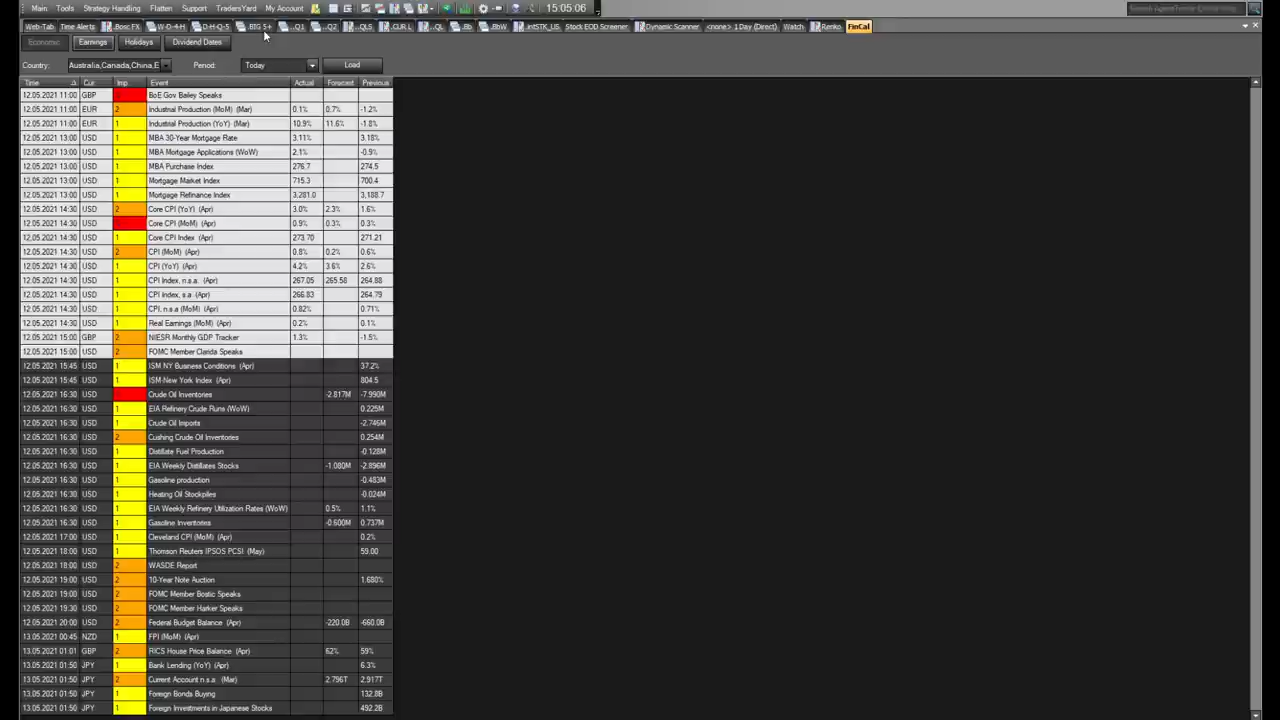 Main Tools Strategy Handling Flatten Support TradersYard My Account 15:05:06
Web-Tab Time Alerts .Bosc FX W-D-4-H D-H-Q-5 .BIG 5+ ...Q1 ...Q2 ...QLS .CUR L ...QL .Bb .BbW .IntSTK_US Stock EOD Screener Dynamic Scanner <none> 1 Day (Direct) Watch- Renko FinCal
Economic Earnings Holidays Dividend Dates
Country: Australia,Canada,China,E Period: Today Load
Time Cur Imp Event Actual Forecast Previous
12.05.2021 11:00 GBP BoE Gov Bailey Speaks
12.05.2021 11:00 EUR 2 Industrial Production (MoM) (Mar) 0.1% 0.7% -1.2%
12.05.2021 11:00 EUR 1 Industrial Production (YoY) (Mar) 10.9% 11.6% -1.8%
12.05.2021 13:00 USD 1 MBA 30-Year Mortgage Rate 3.11% 3.18%
12.05.2021 13:00 USD 1 MBA Mortgage Applications (WoW) 2.1% -0.9%
12.05.2021 13:00 USD 1 MBA Purchase Index 276.7 274.5
12.05.2021 13:00 USD 1 Mortgage Market Index 715.3 700.4
12.05.2021 13:00 USD 1 Mortgage Refinance Index 3,281.0 3,188.7
12.05.2021 14:30 USD 2 Core CPI (YoY) (Apr) 3.0% 2.3% 1.6%
12.05.2021 14:30 USD Core CPI (MoM) (Apr) 0.9% 0.3% 0.3%
12.05.2021 14:30 USD 1 Core CPI Index (Apr) 273.70 271.21
12.05.2021 14:30 USD 2 CPI (MoM) (Apr) 0.8% 0.2% 0.6%
12.05.2021 14:30 USD 1 CPI (YoY) (Apr) 4.2% 3.6% 2.6%
12.05.2021 14:30 USD 1 CPI Index, n.s.a. (Apr) 267.05 265.58 264.88
12.05.2021 14:30 USD 1 CPI Index, s.a (Apr) 266.83 264.79
12.05.2021 14:30 USD 1 CPI, n.s.a (MoM) (Apr) 0.82% 0.71%
12.05.2021 14:30 USD 1 Real Earnings (MoM) (Apr) 0.2% 0.1%
12.05.2021 15:00 GBP 2 NIESR Monthly GDP Tracker 1.3% -1.5%
12.05.2021 15:00 USD 2 FOMC Member Clarida Speaks
12.05.2021 15:45 USD 1 ISM NY Business Conditions (Apr) 37.2%
12.05.2021 15:45 USD 1 ISM-New York Index (Apr) 804.5
12.05.2021 16:30 USD Crude Oil Inventories -2.817M -7.990M
12.05.2021 16:30 USD 1 EIA Refinery Crude Runs (WoW) 0.225M
12.05.2021 16:30 USD 1 Crude Oil Imports -2.746M
12.05.2021 16:30 USD 2 Cushing Crude Oil Inventories 0.254M
12.05.2021 16:30 USD 1 Distillate Fuel Production -0.128M
12.05.2021 16:30 USD 1 EIA Weekly Distillates Stocks -1.080M -2.896M
12.05.2021 16:30 USD 1 Gasoline production -0.483M
12.05.2021 16:30 USD 1 Heating Oil Stockpiles -0.024M
12.05.2021 16:30 USD 1 EIA Weekly Refinery Utilization Rates (WoW) 0.5% 1.1%
12.05.2021 16:30 USD 1 Gasoline Inventories -0.600M 0.737M
12.05.2021 17:00 USD 1 Cleveland CPI (MoM) (Apr) 0.2%
12.05.2021 18:00 USD 1 Thomson Reuters IPSOS PCSI (May) 59.00
12.05.2021 18:00 USD 2 WASDE Report
12.05.2021 19:00 USD 2 10-Year Note Auction 1.680%
12.05.2021 19:00 USD 2 FOMC Member Bostic Speaks
12.05.2021 19:30 USD 2 FOMC Member Harker Speaks
12.05.2021 20:00 USD 2 Federal Budget Balance (Apr) -220.0B -660.0B
13.05.2021 00:45 NZD 1 FPI (MoM) (Apr)
13.05.2021 01:01 GBP 2 RICS House Price Balance (Apr) 62% 59%
13.05.2021 01:50 JPY 1 Bank Lending (YoY) (Apr) 6.3%
13.05.2021 01:50 JPY 2 Current Account n.s.a (Mar) 2.796T 2.917T
13.05.2021 01:50 JPY 1 Foreign Bonds Buying 132.8B
13.05.2021 01:50 JPY 1 Foreign Investments in Japanese Stocks 492.2B